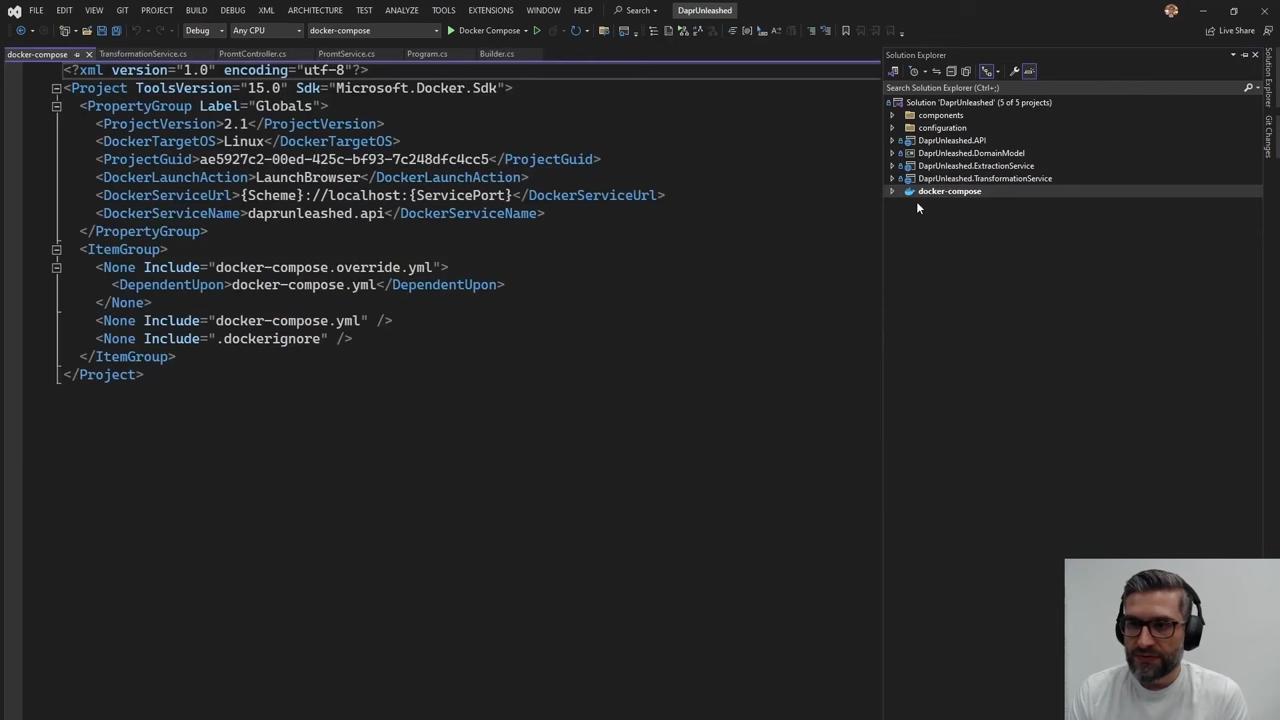 FILE EDIT VIEW GIT PROJECT BUILD DEBUG XML ARCHITECTURE TEST ANALYZE TOOLS EXTENSIONS WINDOW HELP Search DaprUnleashed
Debug Any CPU docker-compose Docker Compose Live Share
docker-compose TransformationService.cs PromtController.cs PromtService.cs Program.cs Builder.cs
<?xml version="1.0" encoding="utf-8"?>
<Project ToolsVersion="15.0" Sdk="Microsoft.Docker.Sdk">
<PropertyGroup Label="Globals">
<ProjectVersion>2.1</ProjectVersion>
<DockerTargetOS>Linux</DockerTargetOS>
<ProjectGuid>ae5927c2-00ed-425c-bf93-7c248dfc4cc5</ProjectGuid>
<DockerLaunchAction>LaunchBrowser</DockerLaunchAction>
<DockerServiceUrl>{Scheme}://localhost:{ServicePort}</DockerServiceUrl>
<DockerServiceName>daprunleashed.api</DockerServiceName>
</PropertyGroup>
<ItemGroup>
<None Include="docker-compose.override.yml">
<DependentUpon>docker-compose.yml</DependentUpon>
</None>
<None Include="docker-compose.yml" />
<None Include=".dockerignore" />
</ItemGroup>
</Project>
Solution Explorer
Search Solution Explorer (Ctrl+;)
Solution 'DaprUnleashed' (5 of 5 projects)
components
configuration
DaprUnleashed.API
DaprUnleashed.DomainModel
DaprUnleashed.ExtractionService
DaprUnleashed.TransformationService
docker-compose
Solution Explorer
Git Changes